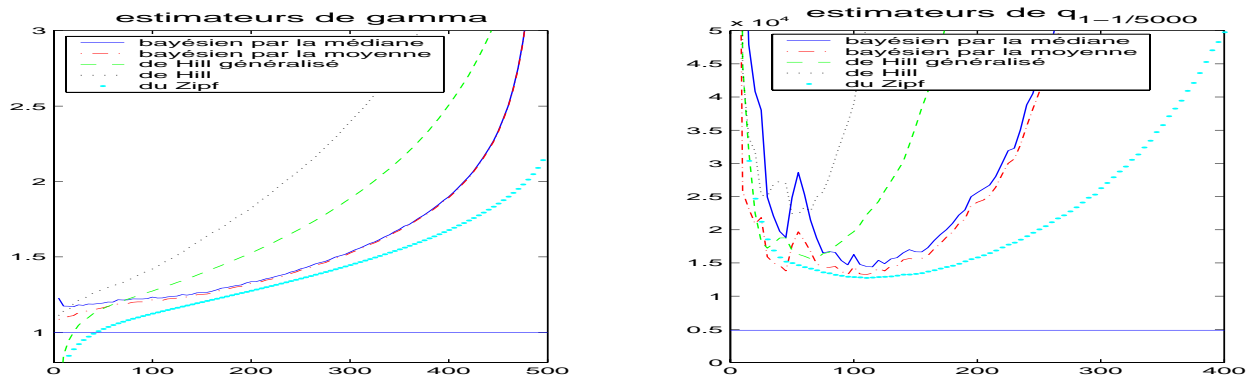 estimateurs de gamma
3
2.5
2
1.5
1
0
100
200
300
400
500
bayésien par la médiane
bayésien par la moyenne
de Hill généralisé
de Hill
du Zipf
estimateurs de q1−1/5000
x 10^4
5
4.5
4
3.5
3
2.5
2
1.5
1
0.5
0
0
100
200
300
400
bayésien par la médiane
bayésien par la moyenne
de Hill généralisé
de Hill
du Zipf